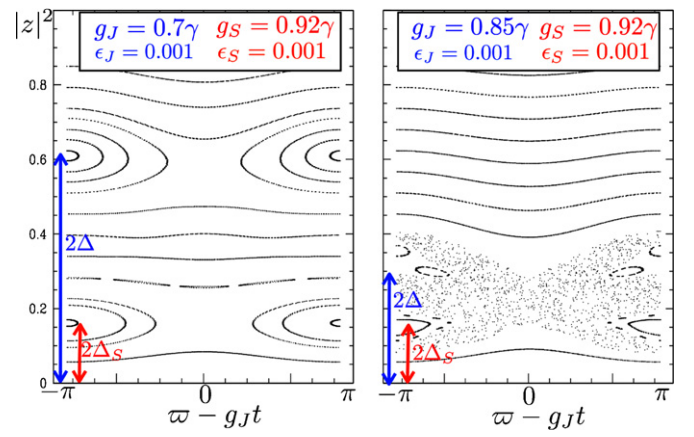 |z|²
g_J = 0.7γ g_S = 0.92γ
ϵ_J = 0.001 ϵ_S = 0.001
0.8
0.6
0.4
0.2
0
2Δ
2Δ_S
−π 0 π
ϖ − g_J t
g_J = 0.85γ g_S = 0.92γ
ϵ_J = 0.001 ϵ_S = 0.001
2Δ
2Δ_S
−π 0 π
ϖ − g_J t